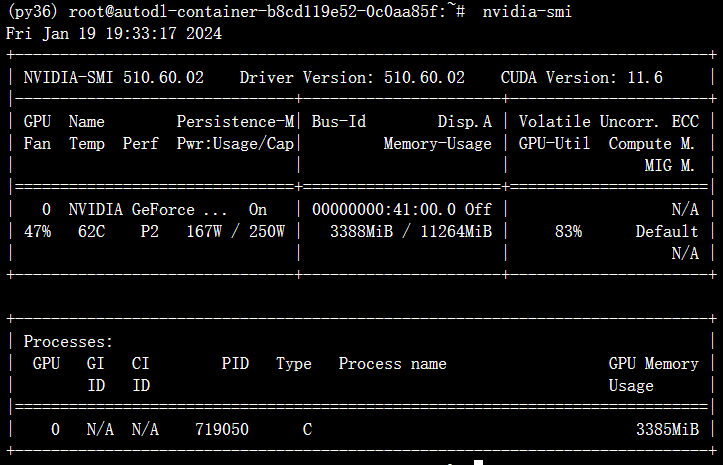 (py36) root@autodl-container-b8cd119e52-0c0aa85f:~#  nvidia-smi
Fri Jan 19 19:33:17 2024
+-----------------------------------------------------------------------------+
| NVIDIA-SMI 510.60.02    Driver Version: 510.60.02    CUDA Version: 11.6     |
|-------------------------------+----------------------+----------------------+
| GPU  Name        Persistence-M| Bus-Id        Disp.A | Volatile Uncorr. ECC |
| Fan  Temp  Perf  Pwr:Usage/Cap|         Memory-Usage | GPU-Util  Compute M. |
|                               |                      |               MIG M. |
|===============================+======================+======================|
|   0  NVIDIA GeForce ...  On   | 00000000:41:00.0 Off |                  N/A |
| 47%   62C    P2   167W / 250W |   3388MiB / 11264MiB |     83%      Default |
|                               |                      |                  N/A |
+-------------------------------+----------------------+----------------------+

+-----------------------------------------------------------------------------+
| Processes:                                                                  |
|  GPU   GI   CI        PID   Type   Process name                  GPU Memory |
|        ID   ID                                                   Usage      |
|=============================================================================|
|    0   N/A  N/A    719050      C                                    3385MiB |
+-----------------------------------------------------------------------------+